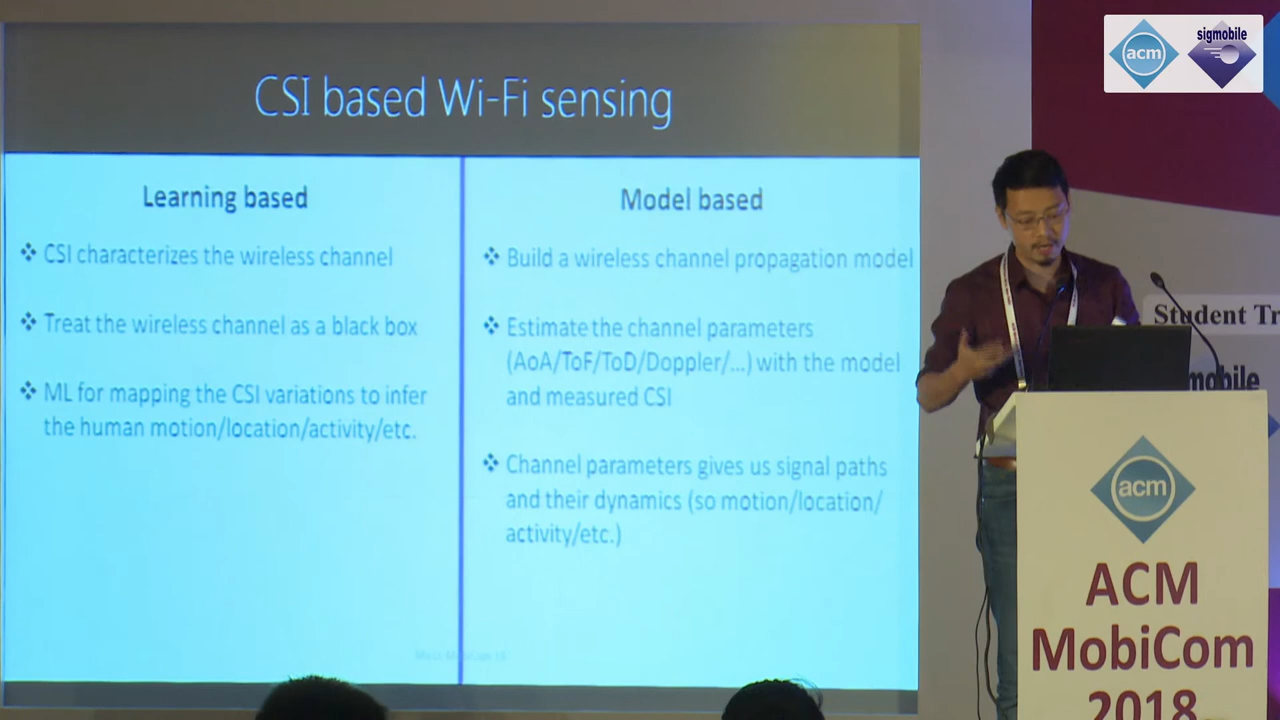 CSI based Wi-Fi sensing
Learning based
❖ CSI characterizes the wireless channel
❖ Treat the wireless channel as a black box
❖ ML for mapping the CSI variations to infer
the human motion/location/activity/etc.
Model based
❖ Build a wireless channel propagation model
❖ Estimate the channel parameters
(AoA/ToF/ToD/Doppler/...) with the model
and measured CSI
❖ Channel parameters gives us signal paths
and their dynamics (so motion/location/
activity/etc.)
acm
sigmobile
Student Tr
mobile
acm
ACM
MobiCom
2018